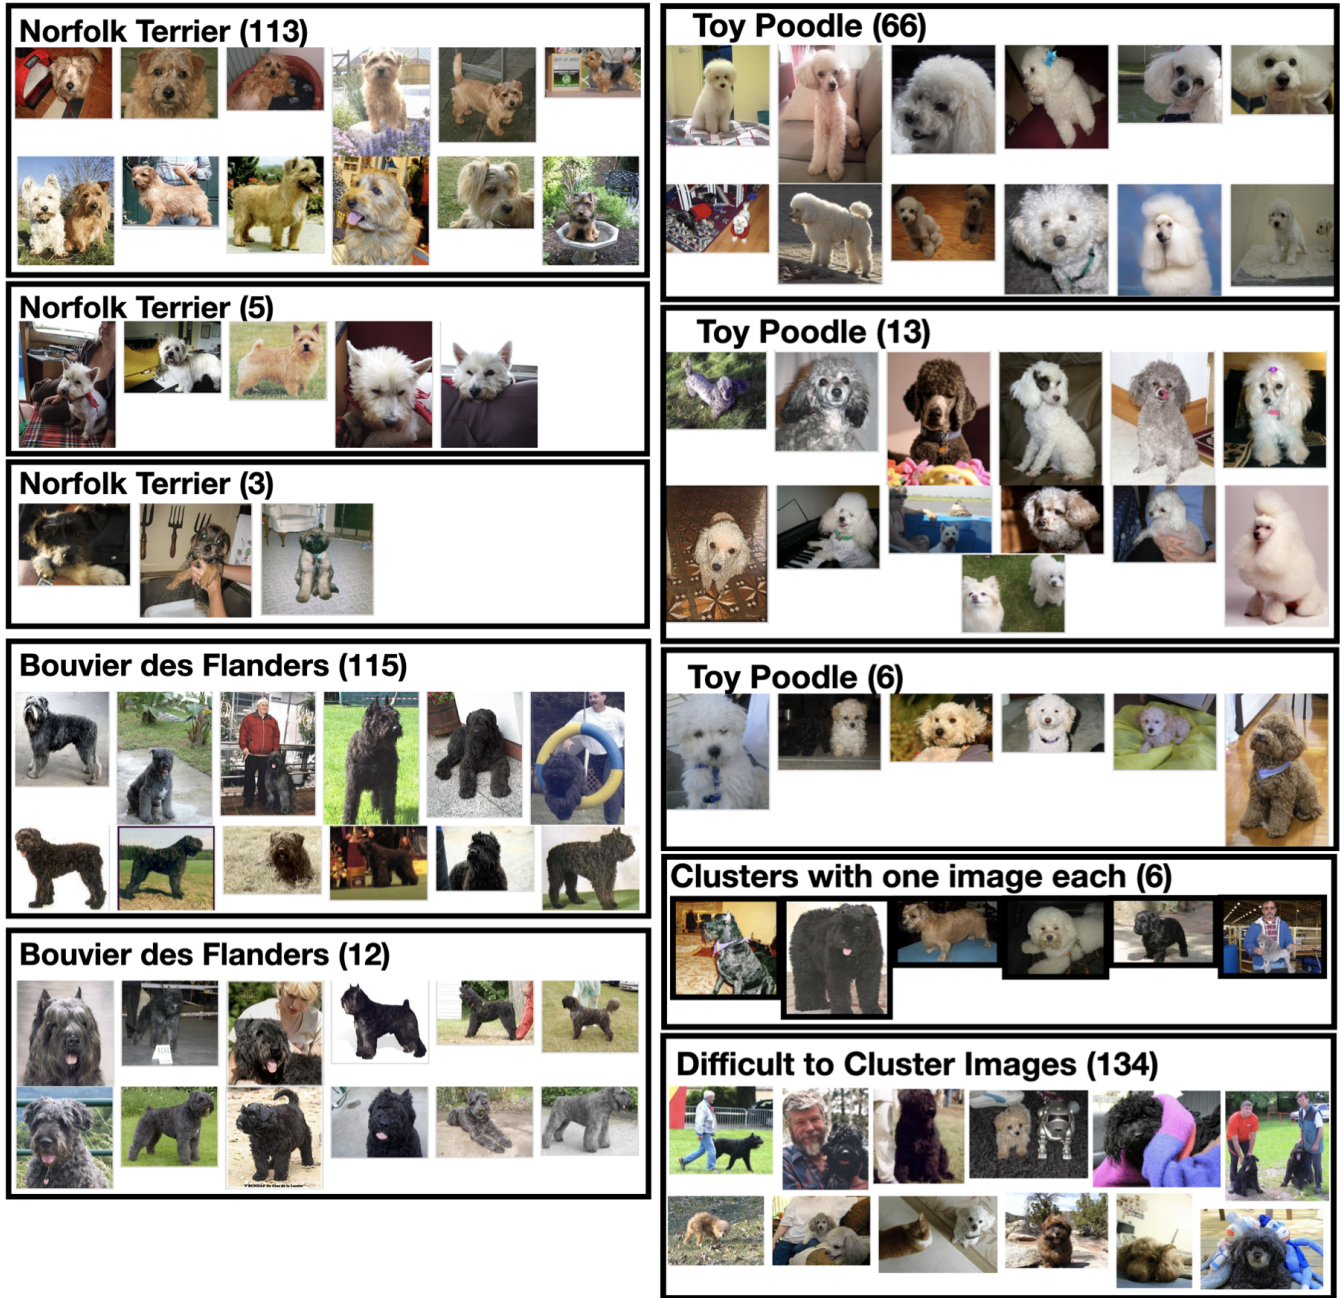 Norfolk Terrier (113)
Norfolk Terrier (5)
Norfolk Terrier (3)
Bouvier des Flanders (115)
Bouvier des Flanders (12)
Toy Poodle (66)
Toy Poodle (13)
Toy Poodle (6)
Clusters with one image each (6)
Difficult to Cluster Images (134)